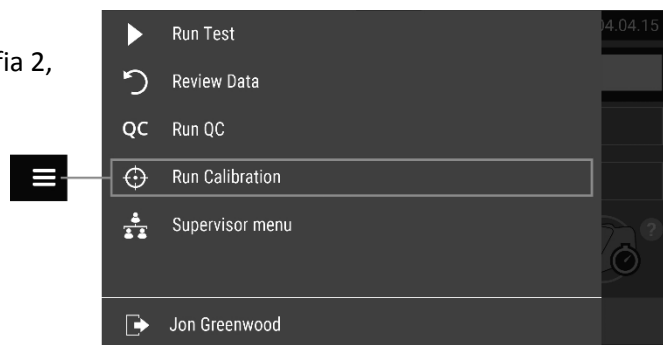 04.04.15
Run Test
fia 2,
Review Data
QC Run QC
Run Calibration
Supervisor menu
?
Jon Greenwood